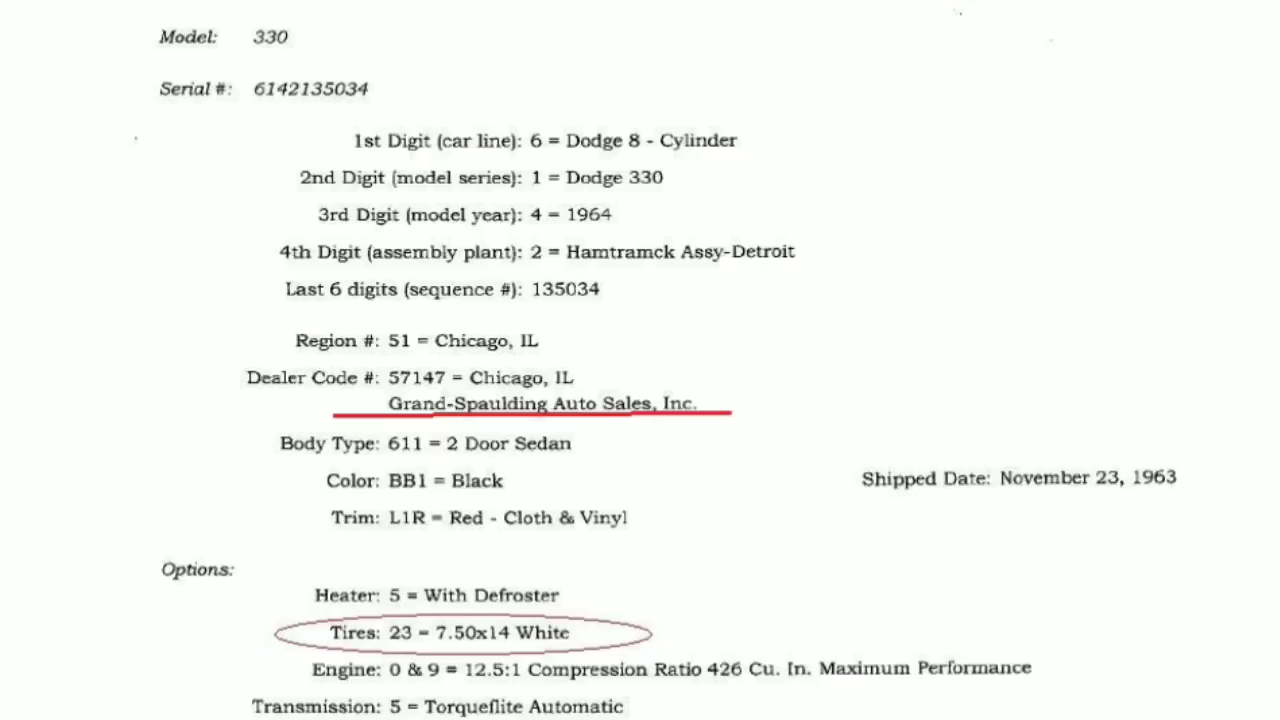 Model: 330
Serial #: 6142135034
1st Digit (car line): 6 = Dodge 8 - Cylinder
2nd Digit (model series): 1 = Dodge 330
3rd Digit (model year): 4 = 1964
4th Digit (assembly plant): 2 = Hamtramck Assy-Detroit
Last 6 digits (sequence #): 135034
Region #: 51 = Chicago, IL
Dealer Code #: 57147 = Chicago, IL
Grand-Spaulding Auto Sales, Inc.
Body Type: 611 = 2 Door Sedan
Color: BB1 = Black
Shipped Date: November 23, 1963
Trim: L1R = Red - Cloth & Vinyl
Options:
Heater: 5 = With Defroster
Tires: 23 = 7.50x14 White
Engine: 0 & 9 = 12.5:1 Compression Ratio 426 Cu. In. Maximum Performance
Transmission: 5 = Torqueflite Automatic